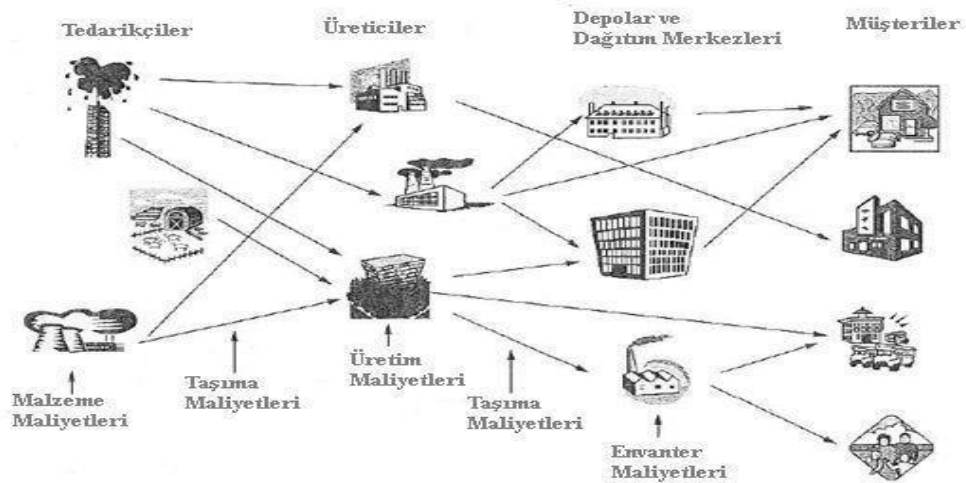 Tedarikçiler
Üreticiler
Depolar ve
Dağıtım Merkezleri
Müşteriler
Malzeme
Maliyetleri
Taşıma
Maliyetleri
Üretim
Maliyetleri
Taşıma
Maliyetleri
Envanter
Maliyetleri